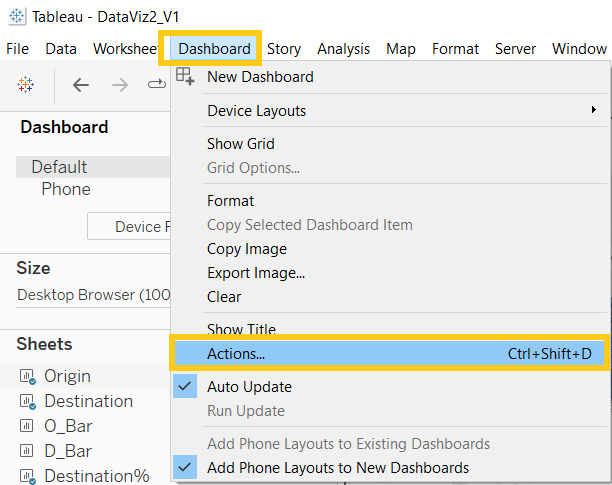 Tableau - DataViz2_V1
File Data Worksheet Dashboard Story Analysis Map Format Server Window
New Dashboard
Dashboard
Device Layouts
Show Grid
Default
Grid Options...
Phone
Format
Device P
Copy Selected Dashboard Item
Copy Image
Size
Export Image...
Desktop Browser (100
Clear
Show Title
Sheets
Actions... Ctrl+Shift+D
Origin
Auto Update
Destination
Run Update
O_Bar
Add Phone Layouts to Existing Dashboards
D_Bar
Add Phone Layouts to New Dashboards
Destination%